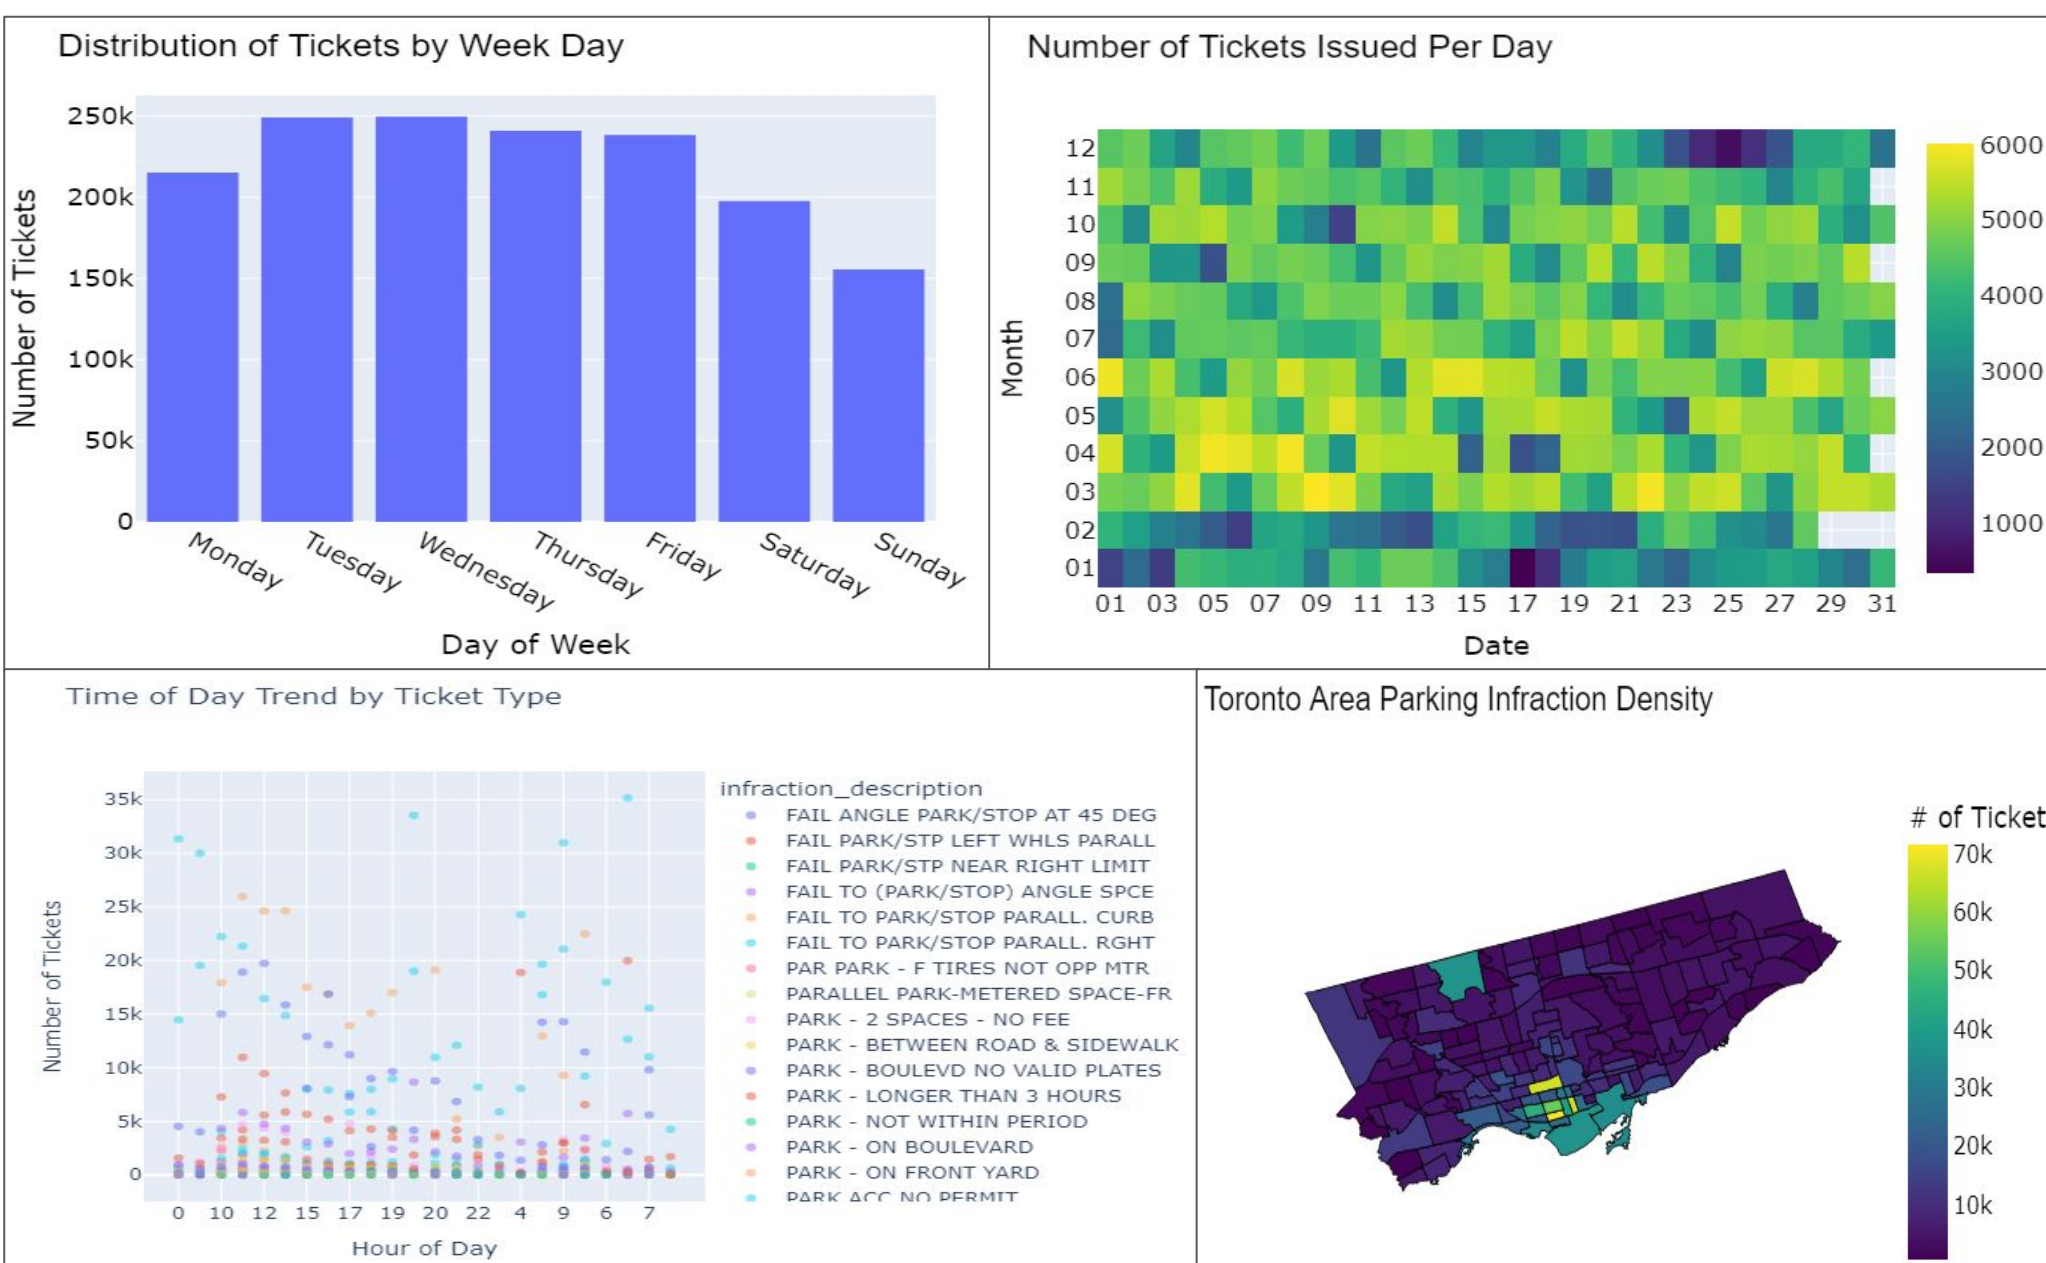 Distribution of Tickets by Week Day
250k
200k
150k
100k
50k
0
Number of Tickets
Monday
Tuesday
Wednesday
Thursday
Friday
Saturday
Sunday
Day of Week
Number of Tickets Issued Per Day
12
11
10
09
08
07
06
05
04
03
02
01
Month
01 03 05 07 09 11 13 15 17 19 21 23 25 27 29 31
Date
6000
5000
4000
3000
2000
1000
Time of Day Trend by Ticket Type
35k
30k
25k
20k
15k
10k
5k
0
Number of Tickets
0 10 12 15 17 19 20 22 4 9 6 7
Hour of Day
infraction_description
FAIL ANGLE PARK/STOP AT 45 DEG
FAIL PARK/STP LEFT WHLS PARALL
FAIL PARK/STP NEAR RIGHT LIMIT
FAIL TO (PARK/STOP) ANGLE SPCE
FAIL TO PARK/STOP PARALL. CURB
FAIL TO PARK/STOP PARALL. RGHT
PAR PARK - F TIRES NOT OPP MTR
PARALLEL PARK-METERED SPACE-FR
PARK - 2 SPACES - NO FEE
PARK - BETWEEN ROAD & SIDEWALK
PARK - BOULEVD NO VALID PLATES
PARK - LONGER THAN 3 HOURS
PARK - NOT WITHIN PERIOD
PARK - ON BOULEVARD
PARK - ON FRONT YARD
PARK ACC NO PERMIT
Toronto Area Parking Infraction Density
# of Ticket
70k
60k
50k
40k
30k
20k
10k